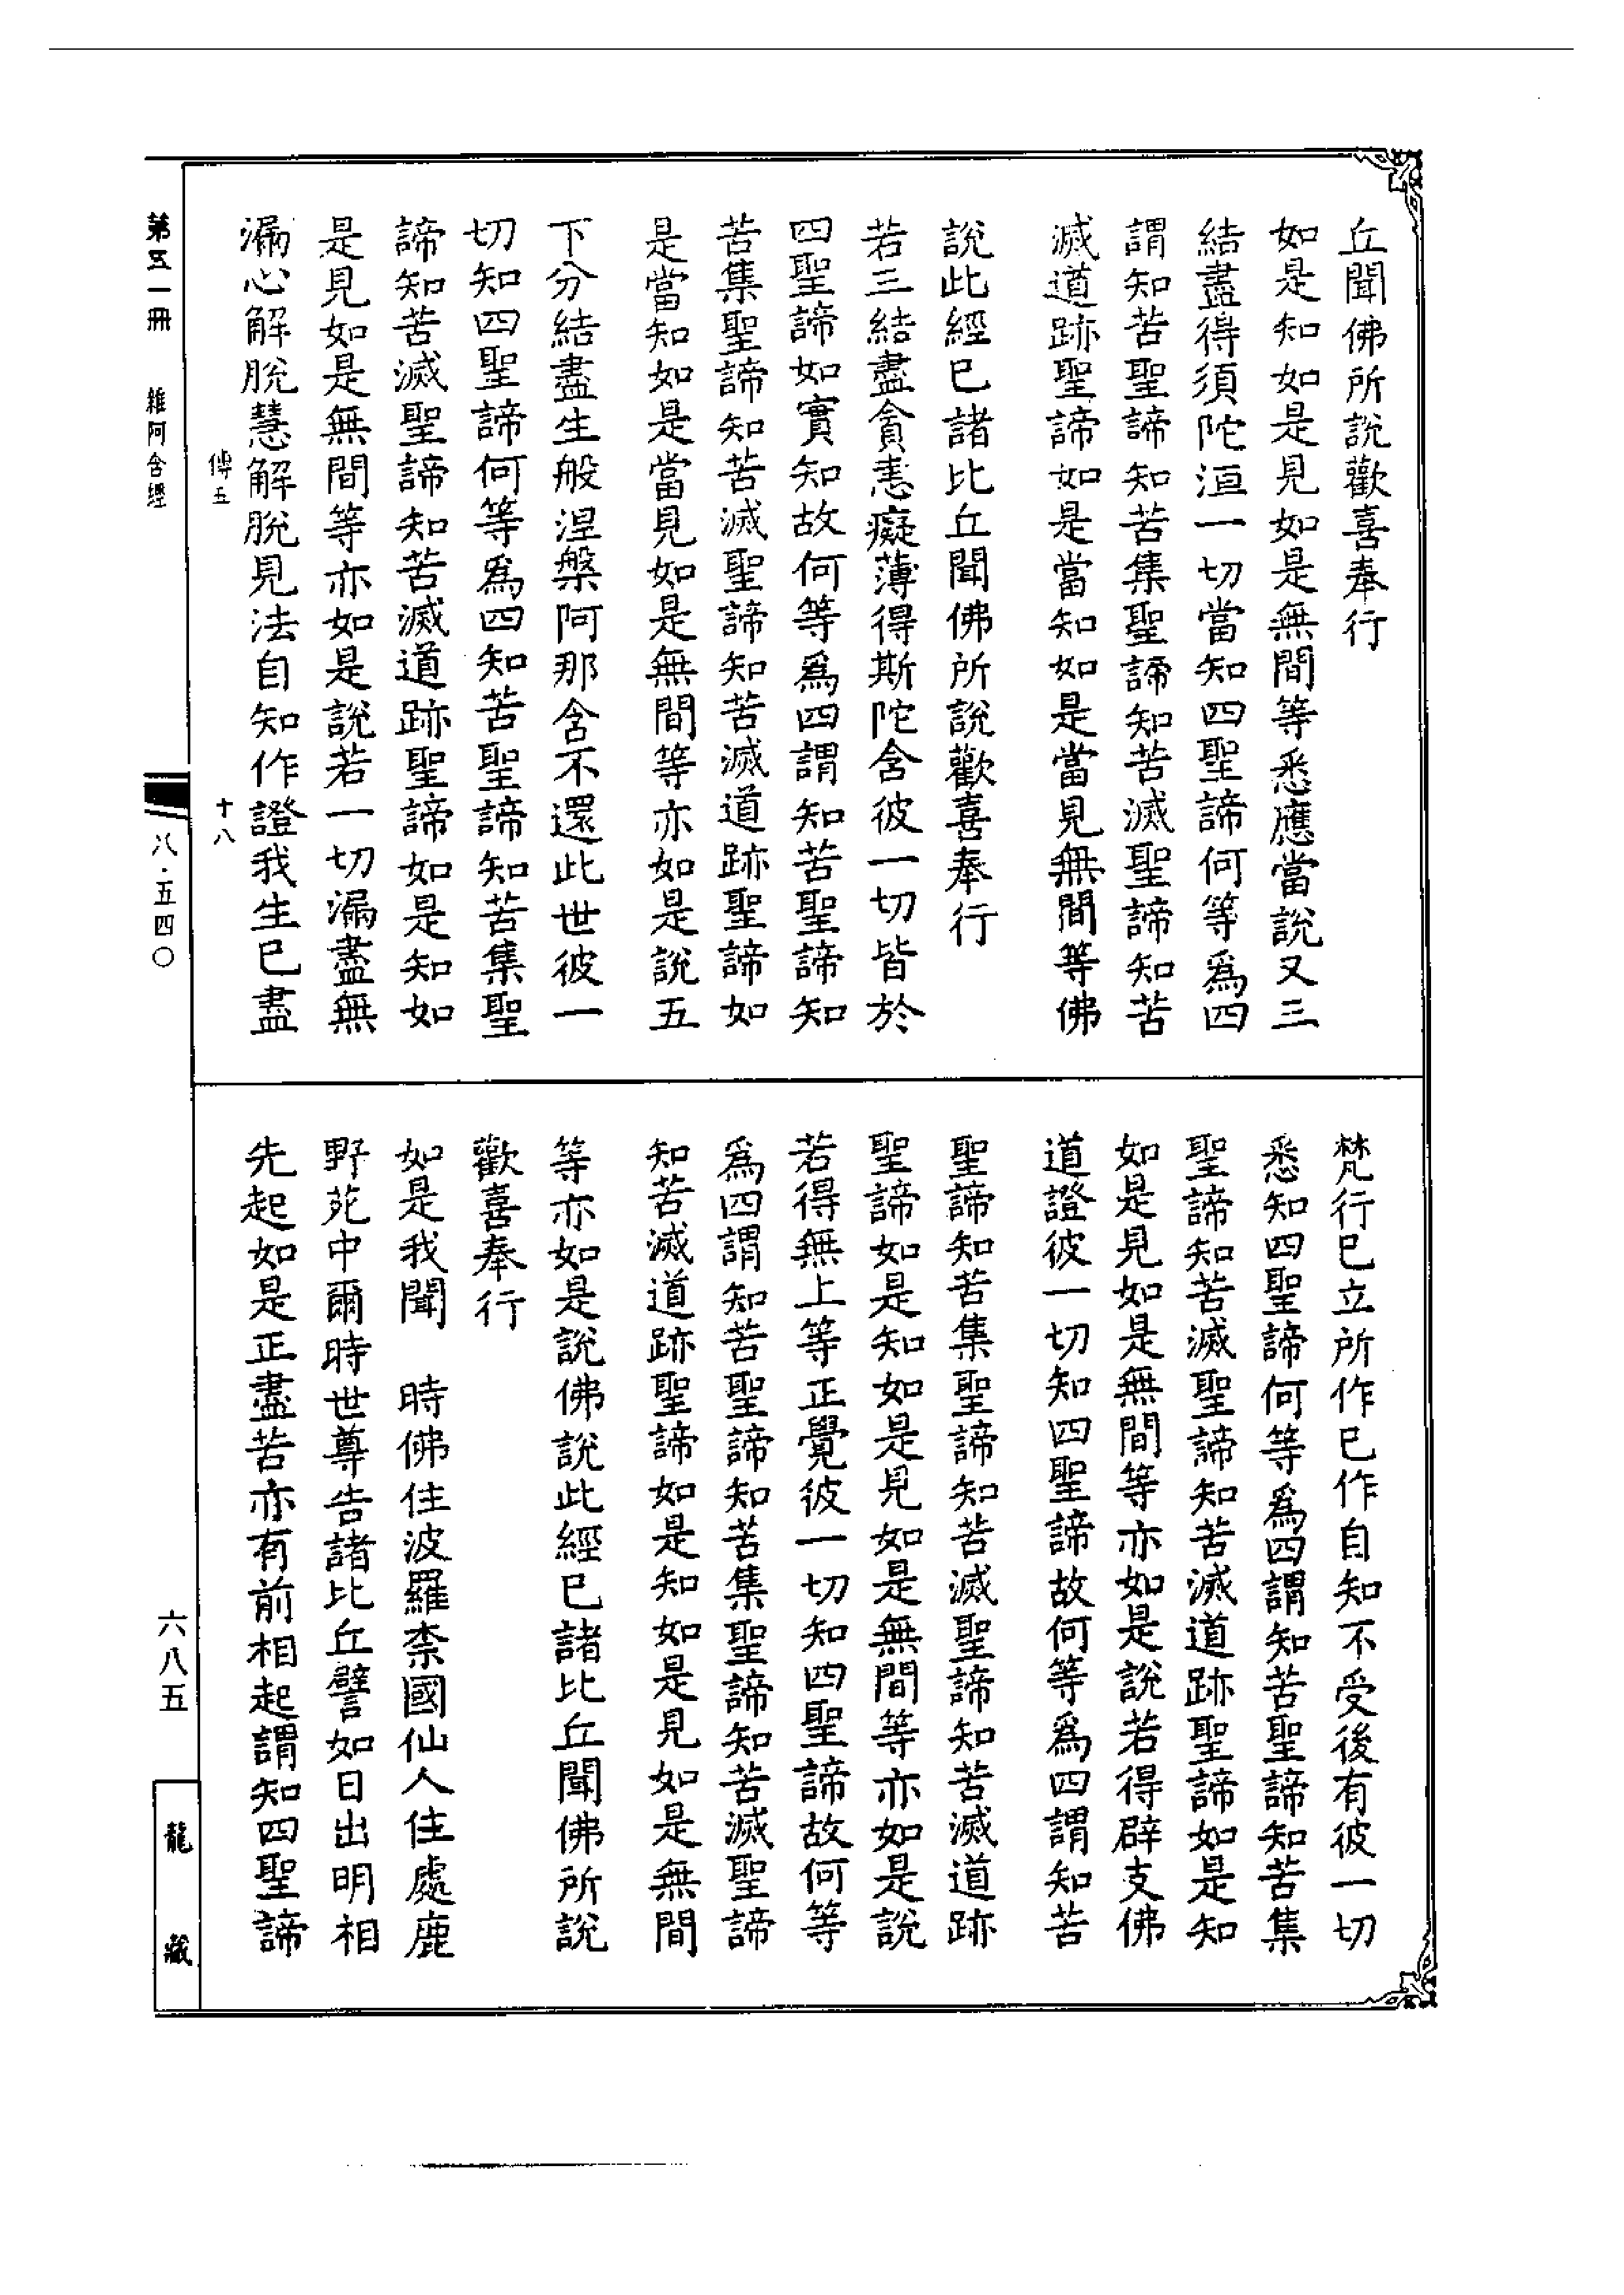 丘聞佛所說歡喜奉行
如是知如是見如是無間等悉應當說又三
結盡得須陀洹一切當知四聖諦何等為四
謂知苦聖諦知苦集聖諦知苦滅聖諦知苦
滅道跡聖諦如是當知如是當見無間等佛
說此經已諸比丘聞佛所說歡喜奉行
若三結盡貪恚癡薄得斯陀含彼一切皆於
四聖諦如實知故何等為四謂知苦聖諦知
苦集聖諦知苦滅聖諦知苦滅道跡聖諦如
是當知如是當見如是無間等亦如是說五
下分結盡生般涅槃阿那含不還此世彼一
切知四聖諦何等為四知苦聖諦知苦集聖
諦知苦滅聖諦知苦滅道跡聖諦如是知如
是見如是無間等亦如是說若一切漏盡無
漏心解脫慧解脫見法自知作證我生已盡
梵行已立所作已作自知不受後有彼一切
悉知四聖諦何等為四謂知苦聖諦知苦集
聖諦知苦滅聖諦知苦滅道跡聖諦如是知
如是見如是無間等亦如是說若得辟支佛
道證彼一切知四聖諦故何等為四謂知苦
聖諦知苦集聖諦知苦滅聖諦知苦滅道跡
聖諦如是知如是見如是無間等亦如是說
若得無上等正覺彼一切知四聖諦故何等
為四謂知苦聖諦知苦集聖諦知苦滅聖諦
知苦滅道跡聖諦如是知如是見如是無間
等亦如是說佛說此經已諸比丘聞佛所說
歡喜奉行
如是我聞　時佛住波羅柰國仙人住處鹿
野苑中爾時世尊告諸比丘譬如日出明相
先起如是正盡苦亦有前相起謂知四聖諦
傳五　十八
第五一冊　雜阿含經　八·五四〇　六八五　龍藏